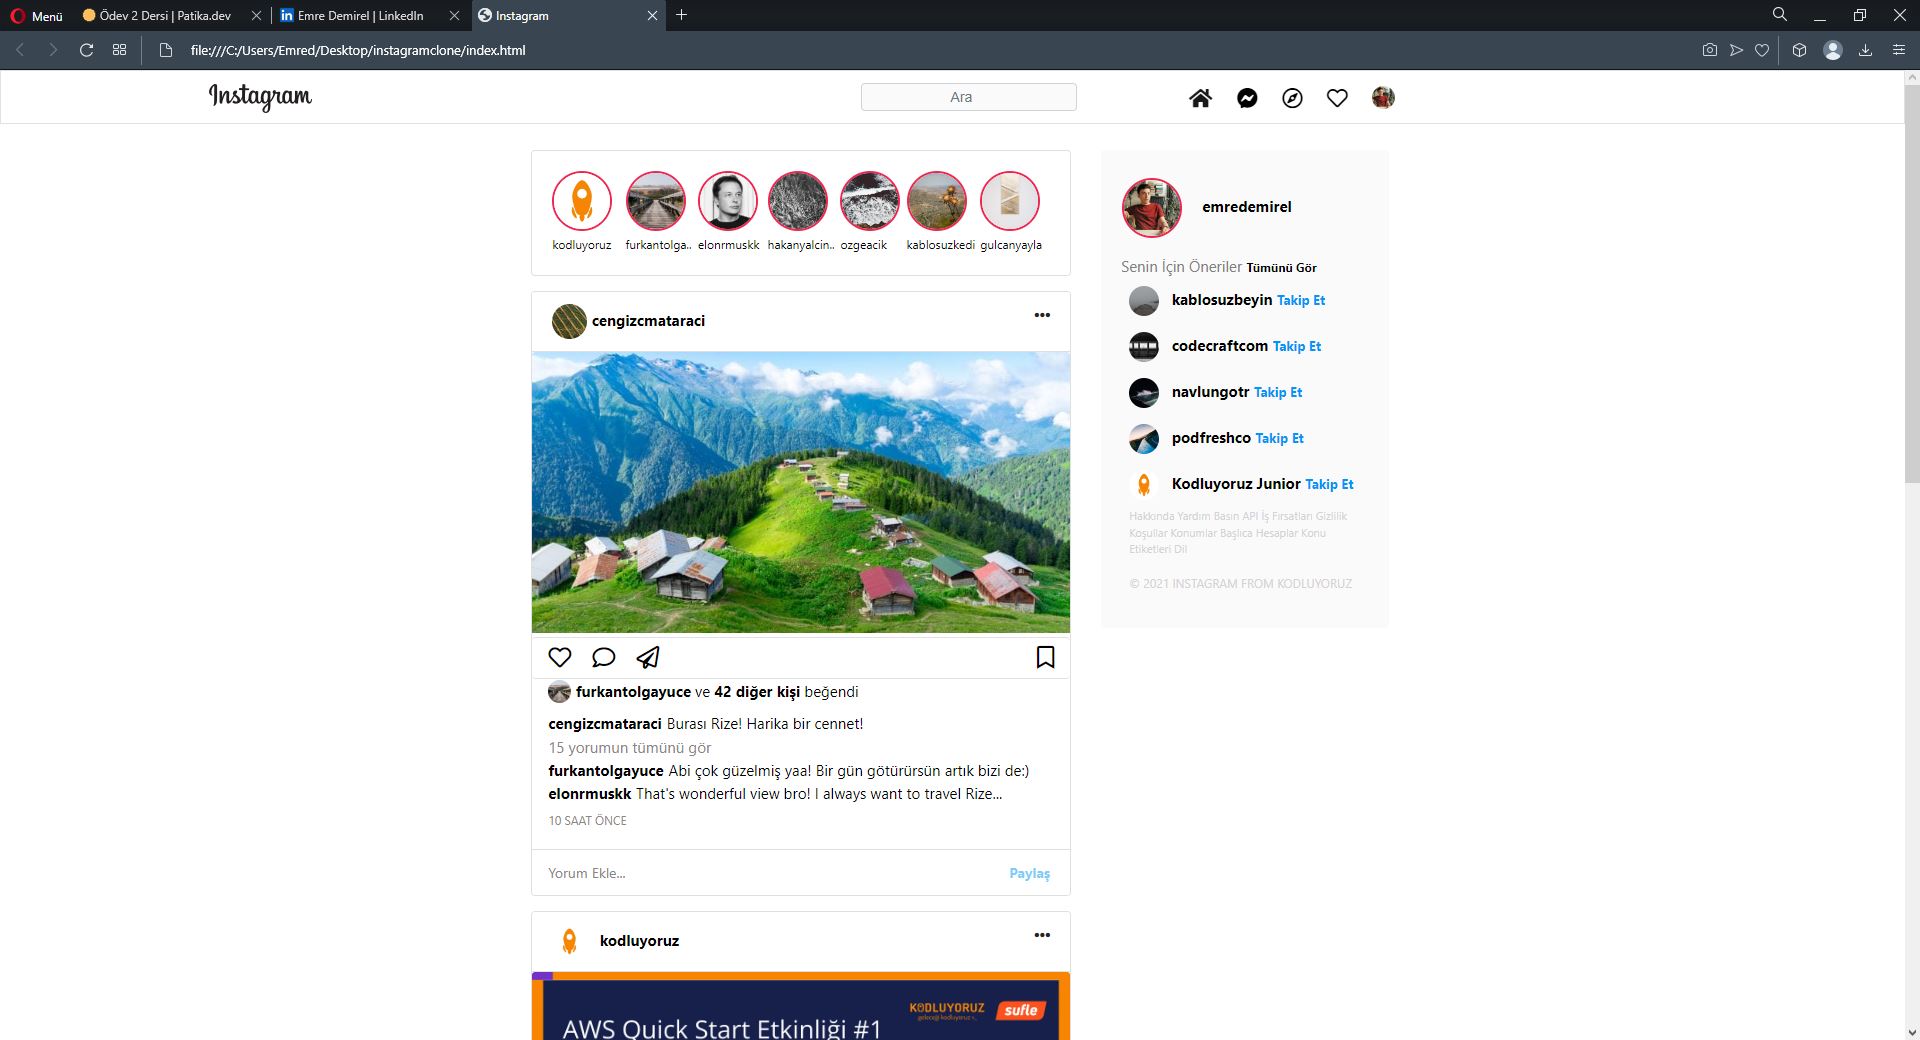 Menü
Ödev 2 Dersi | Patika.dev
Emre Demirel | LinkedIn
Instagram
file:///C:/Users/Emred/Desktop/instagramclone/index.html
Instagram
Ara
kodluyoruz
furkantolga..
elonrmuskk
hakanyalcin..
ozgeacik
kablosuzkedi
gulcanyayla
emredemirel
Senin İçin Öneriler Tümünü Gör
kablosuzbeyin Takip Et
codecraftcom Takip Et
navlungotr Takip Et
podfreshco Takip Et
Kodluyoruz Junior Takip Et
Hakkında Yardım Basın API İş Fırsatları Gizlilik
Koşullar Konumlar Başlıca Hesaplar Konu
Etiketleri Dil
© 2021 INSTAGRAM FROM KODLUYORUZ
cengizcmataraci
furkantolgayuce ve 42 diğer kişi beğendi
cengizcmataraci Burası Rize! Harika bir cennet!
15 yorumun tümünü gör
furkantolgayuce Abi çok güzelmiş yaa! Bir gün götürürsün artık bizi de:)
elonrmuskk That's wonderful view bro! I always want to travel Rize...
10 SAAT ÖNCE
Yorum Ekle...
Paylaş
kodluyoruz
KODLUYORUZ
geleceği kodluyoruz >_
sufle
AWS Quick Start Etkinliği #1